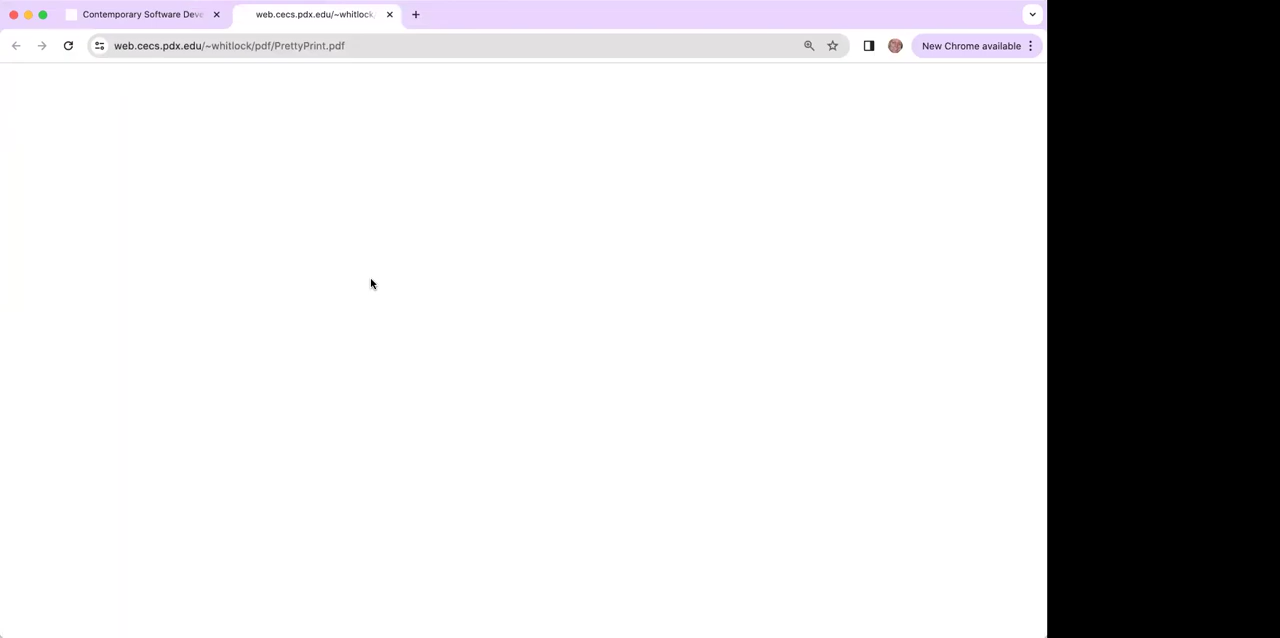 Contemporary Software Deve
web.cecs.pdx.edu/~whitlock
web.cecs.pdx.edu/~whitlock/pdf/PrettyPrint.pdf
New Chrome available